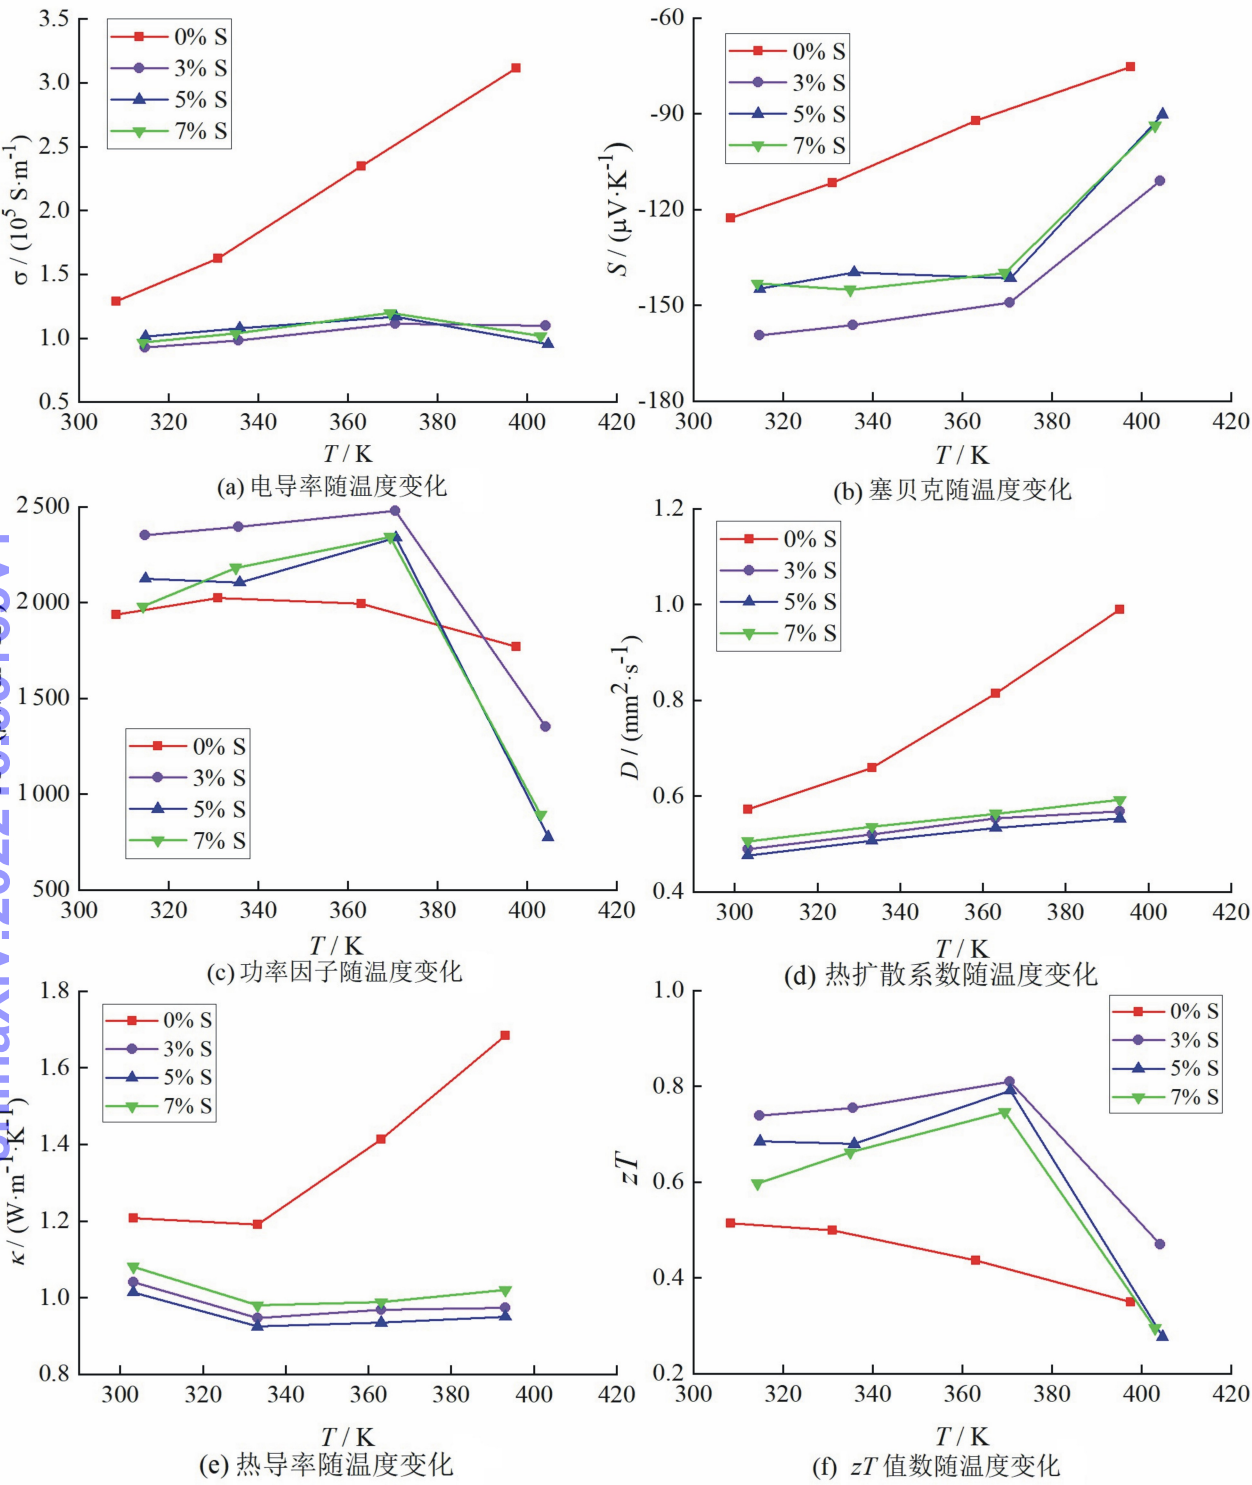 3.5
3.0
2.5
2.0
1.5
1.0
0.5
σ / (10⁵ S·m⁻¹)
0% S
3% S
5% S
7% S
300 320 340 360 380 400 420
T / K
(a) 电导率随温度变化
-60
-90
-120
-150
-180
S / (μV·K⁻¹)
0% S
3% S
5% S
7% S
300 320 340 360 380 400 420
T / K
(b) 塞贝克随温度变化
2 500
2 000
1 500
1 000
500
0% S
3% S
5% S
7% S
300 320 340 360 380 400 420
T / K
(c) 功率因子随温度变化
1.2
1.0
0.8
0.6
0.4
D / (mm²·s⁻¹)
0% S
3% S
5% S
7% S
300 320 340 360 380 400 420
T / K
(d) 热扩散系数随温度变化
1.8
1.6
1.4
1.2
1.0
0.8
κ / (W·m⁻¹·K⁻¹)
0% S
3% S
5% S
7% S
300 320 340 360 380 400 420
T / K
(e) 热导率随温度变化
1.0
0.8
0.6
0.4
0.2
zT
0% S
3% S
5% S
7% S
300 320 340 360 380 400 420
T / K
(f) zT 值数随温度变化